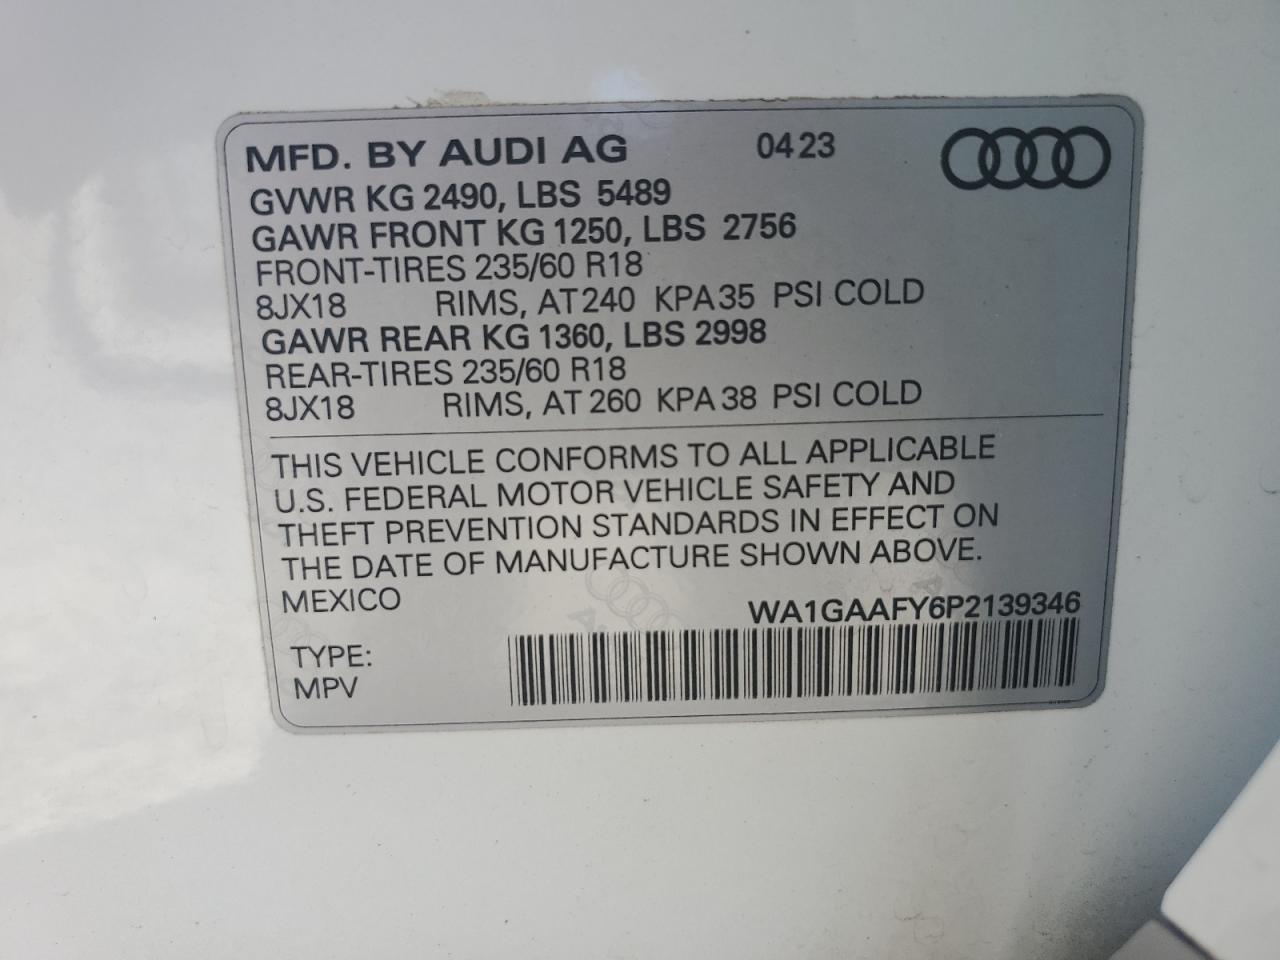 MFD. BY AUDI AG 0423
GVWR KG 2490, LBS 5489
GAWR FRONT KG 1250, LBS 2756
FRONT-TIRES 235/60 R18
8JX18 RIMS, AT 240 KPA 35 PSI COLD
GAWR REAR KG 1360, LBS 2998
REAR-TIRES 235/60 R18
8JX18 RIMS, AT 260 KPA 38 PSI COLD
THIS VEHICLE CONFORMS TO ALL APPLICABLE
U.S. FEDERAL MOTOR VEHICLE SAFETY AND
THEFT PREVENTION STANDARDS IN EFFECT ON
THE DATE OF MANUFACTURE SHOWN ABOVE.
MEXICO
WA1GAAFY6P2139346
TYPE:
MPV